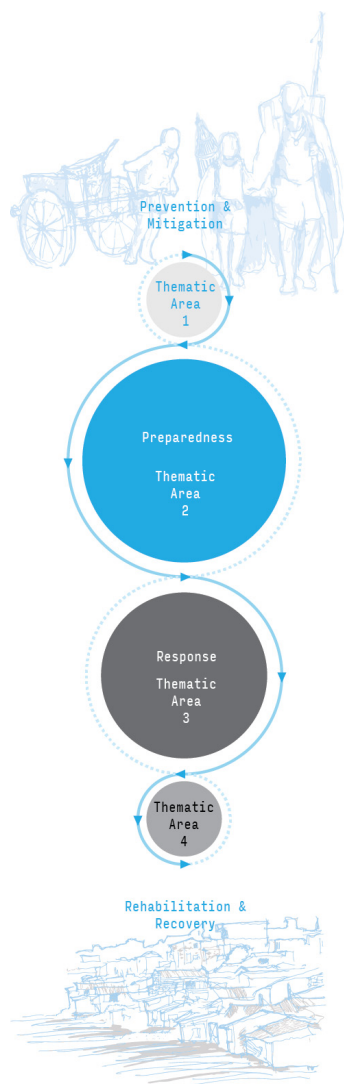 Prevention &
Mitigation
Thematic
Area
1
Preparedness
Thematic
Area
2
Response
Thematic
Area
3
Thematic
Area
4
Rehabilitation &
Recovery